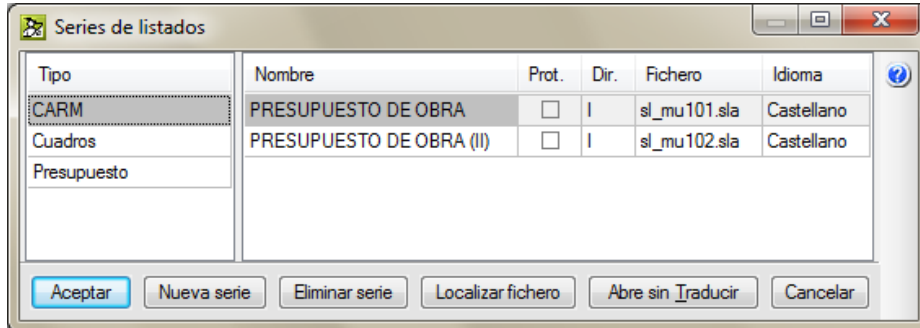 Series de listados
Tipo
CARM
Cuadros
Presupuesto
Nombre Prot. Dir. Fichero Idioma
PRESUPUESTO DE OBRA I sl_mu101.sla Castellano
PRESUPUESTO DE OBRA (II) I sl_mu102.sla Castellano
Aceptar Nueva serie Eliminar serie Localizar fichero Abre sin Traducir Cancelar